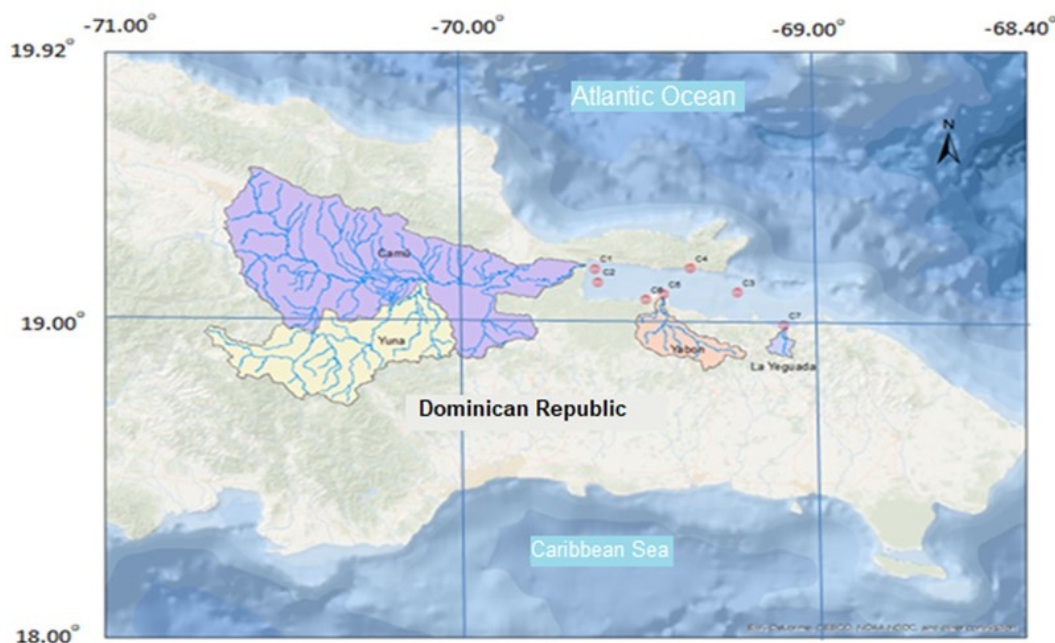 -71.00°
-70.00°
-69.00°
-68.40°
19.92°
Atlantic Ocean
N
Camú
C1
C4
C2
C3
C5
19.00°
C7
Yuna
Yabón
La Yeguada
Dominican Republic
Caribbean Sea
18.00°